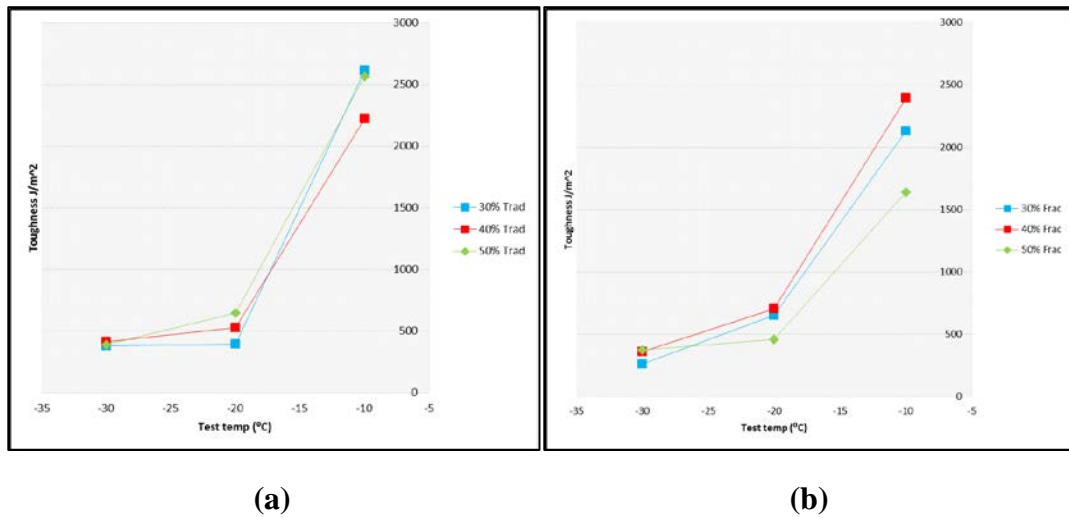 Toughness J/m^2
3000
2500
2000
1500
1000
500
0
-35 -30 -25 -20 -15 -10 -5
Test temp (⁰C)
30% Trad
40% Trad
50% Trad
(a)
Toughness J/m^2
3000
2500
2000
1500
1000
500
0
-35 -30 -25 -20 -15 -10 -5
Test temp (⁰C)
30% Frac
40% Frac
50% Frac
(b)